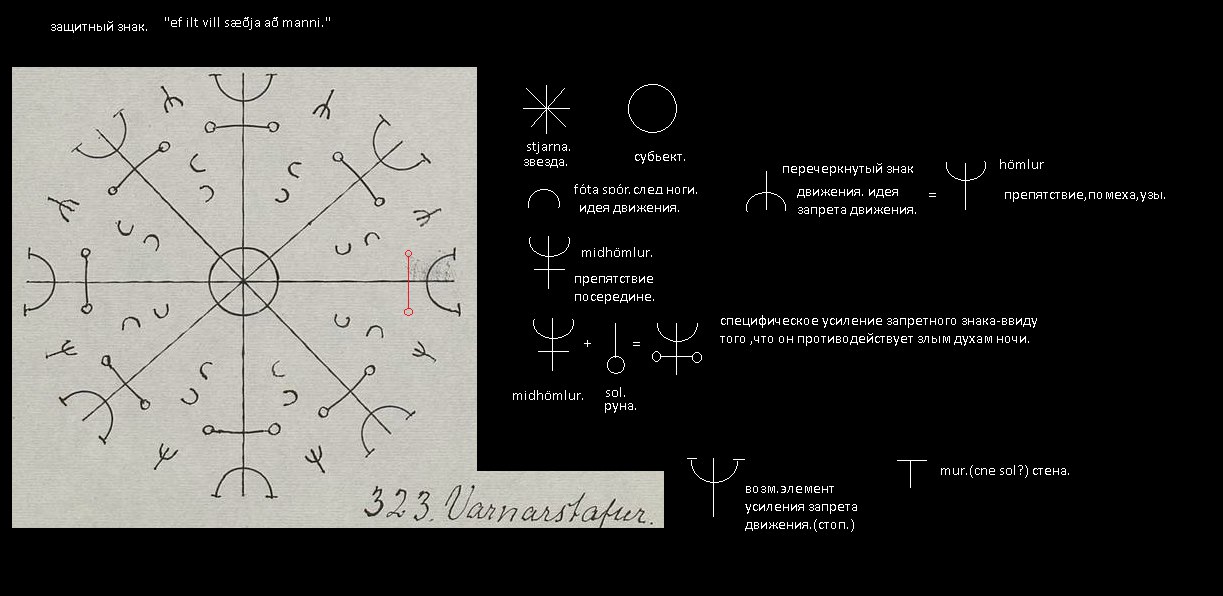 защитный знак. "ef ilt vill sæðja að manni."
stjarna.
звезда.
субьект.
fóta spór. след ноги.
идея движения.
перечеркнутый знак
движения. идея
запрета движения.
=
hömlur
препятствие,помеха,узы.
midhömlur.
препятствие
посередине.
+
=
midhömlur.
sol.
руна.
специфическое усиление запретного знака-ввиду
того ,что он противодействует злым духам ночи.
возм.элемент
усиления запрета
движения.(стоп.)
mur.(спе sol?) стена.
323. Varnarstafur.